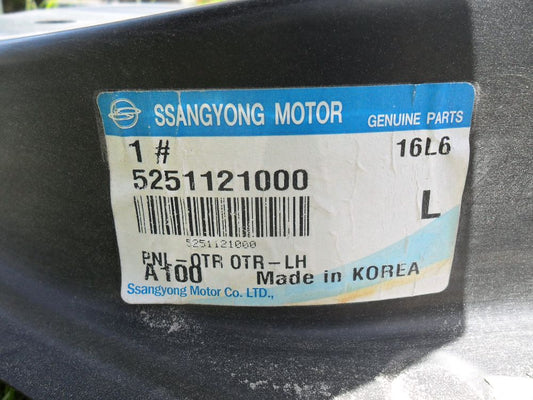 SSANGYONG MOTOR GENUINE PARTS
1 # 16L6
5251121000
L
5251121000
PNL-QTR OTR-LH
A100 Made in KOREA
Ssangyong Motor Co. LTD.,